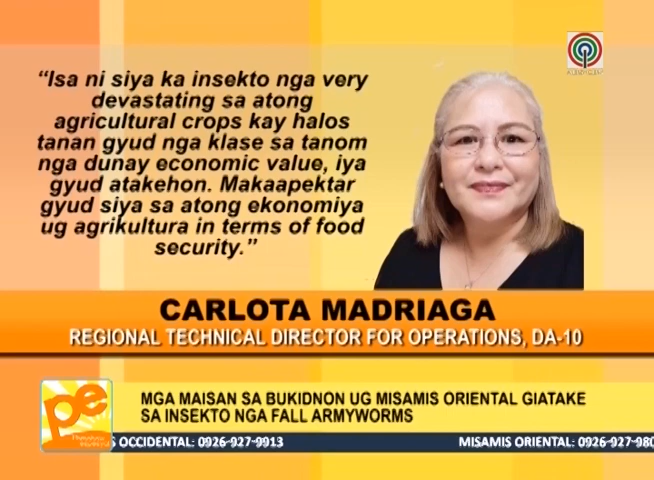 “Isa ni siya ka insekto nga very
devastating sa atong
agricultural crops kay halos
tanan gyud nga klase sa tanom
nga dunay economic value, iya
gyud atakehon. Makaapektar
gyud siya sa atong ekonomiya
ug agrikultura in terms of food
security.”
CARLOTA MADRIAGA
REGIONAL TECHNICAL DIRECTOR FOR OPERATIONS, DA-10
pe
MGA MAISAN SA BUKIDNON UG MISAMIS ORIENTAL GIATAKE
SA INSEKTO NGA FALL ARMYWORMS
S OCCIDENTAL: 0926-927-9913 MISAMIS ORIENTAL: 0926-927-980